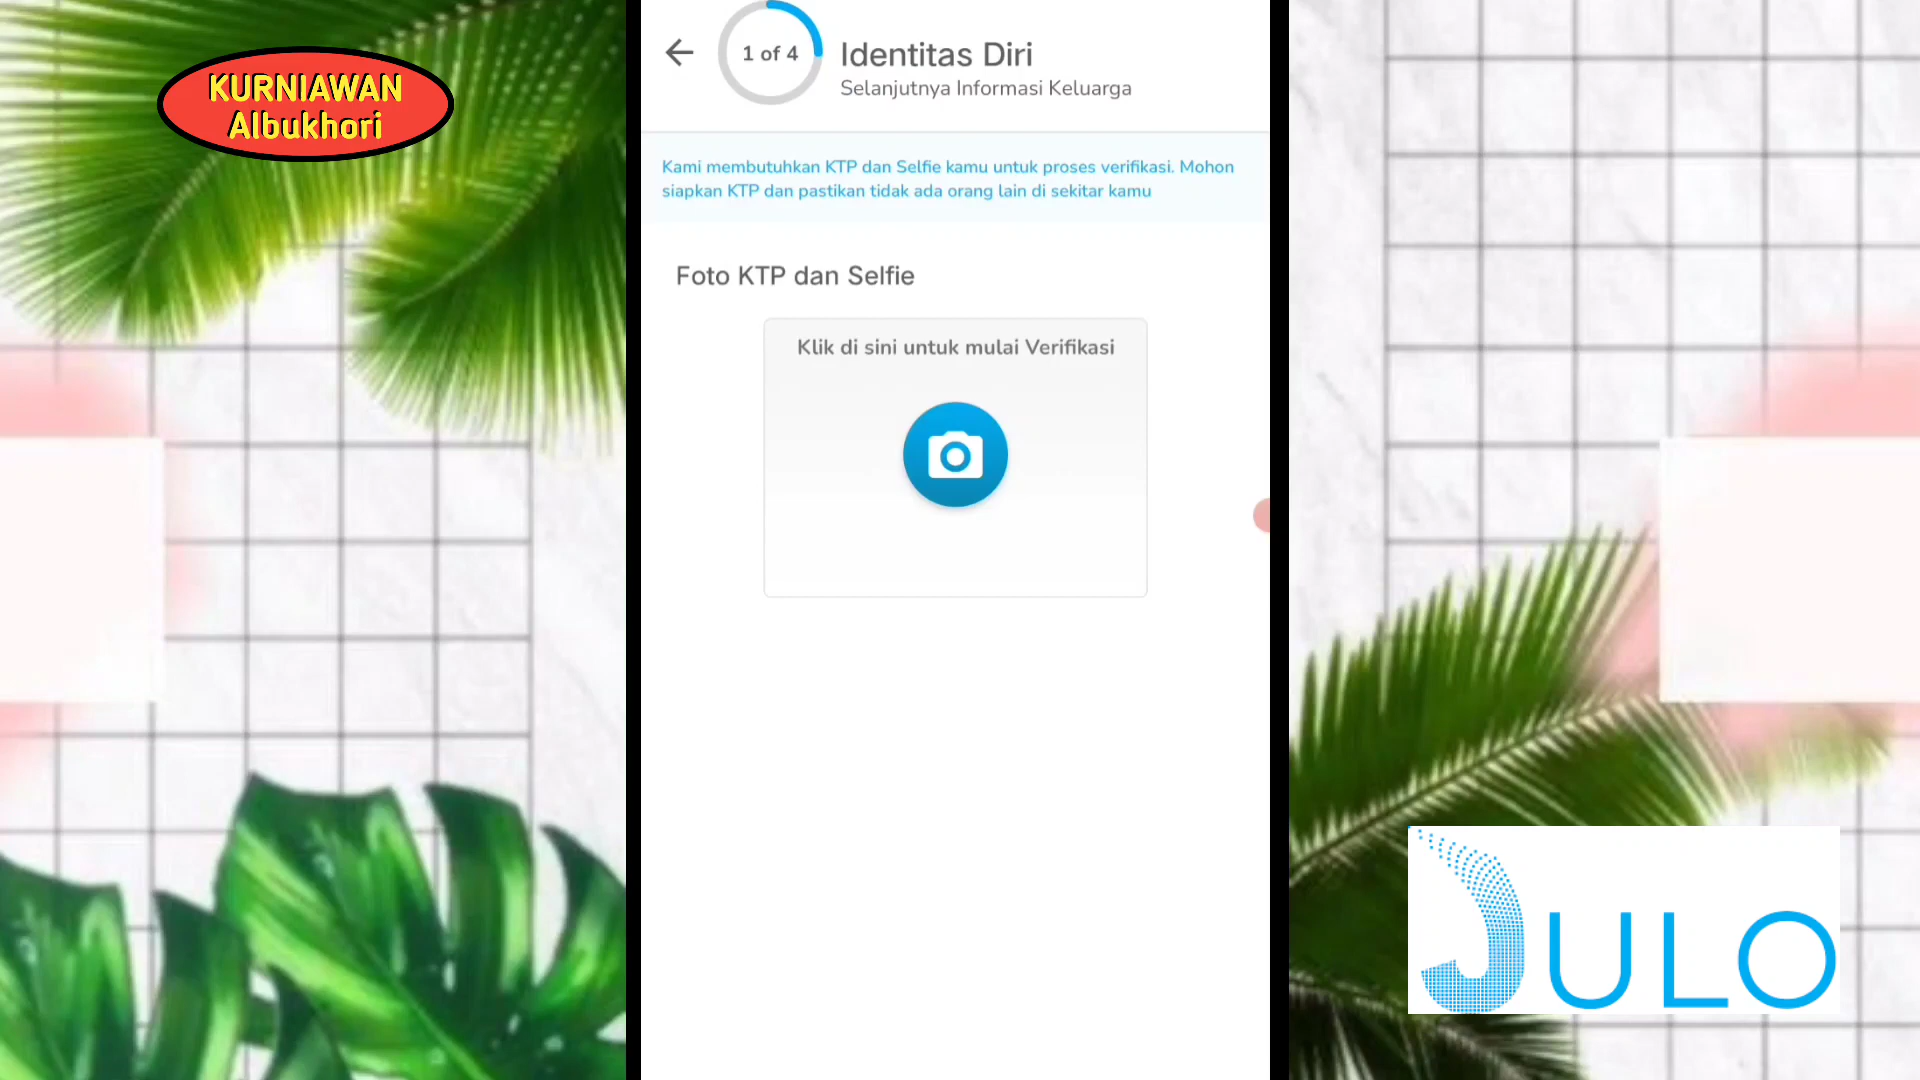 KURNIAWAN
Albukhori
1 of 4
Identitas Diri
Selanjutnya Informasi Keluarga
Kami membutuhkan KTP dan Selfie kamu untuk proses verifikasi. Mohon
siapkan KTP dan pastikan tidak ada orang lain di sekitar kamu
Foto KTP dan Selfie
Klik di sini untuk mulai Verifikasi
JULO